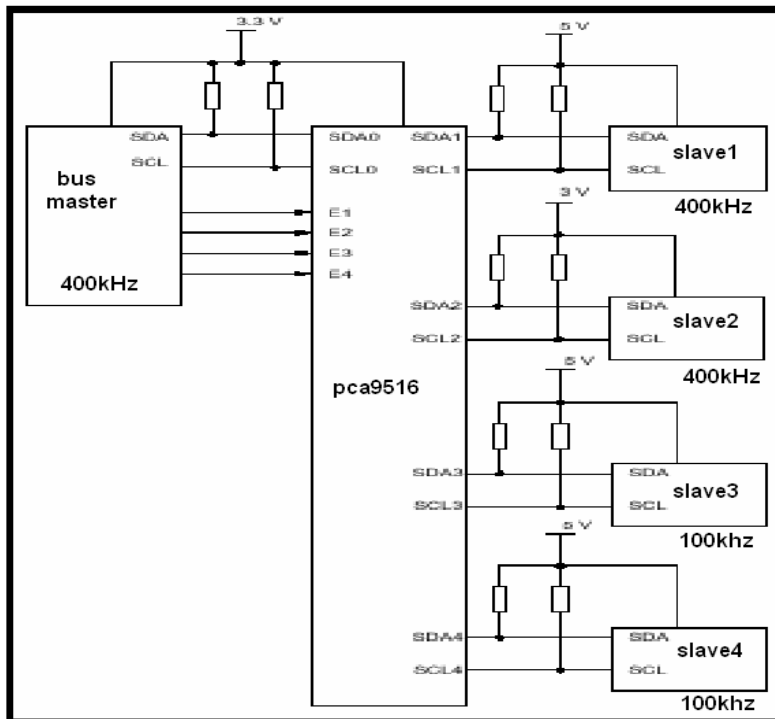 3.3 V
SDA
SCL
bus
master
400kHz
SDA0
SCL0
E1
E2
E3
E4
pca9516
SDA1
SCL1
SDA2
SCL2
SDA3
SCL3
SDA4
SCL4
5 V
SDA
slave1
SCL
400kHz
3 V
SDA
slave2
SCL
400kHz
5 V
SDA
slave3
SCL
100khz
5 V
SDA
slave4
SCL
100khz